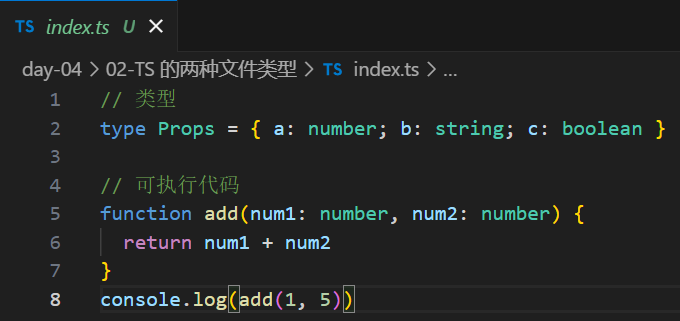 TS index.ts U ×
day-04 > 02-TS 的两种文件类型 > TS index.ts > ...
1 // 类型
2 type Props = { a: number; b: string; c: boolean }
3
4 // 可执行代码
5 function add(num1: number, num2: number) {
6 return num1 + num2
7 }
8 console.log(add(1, 5))